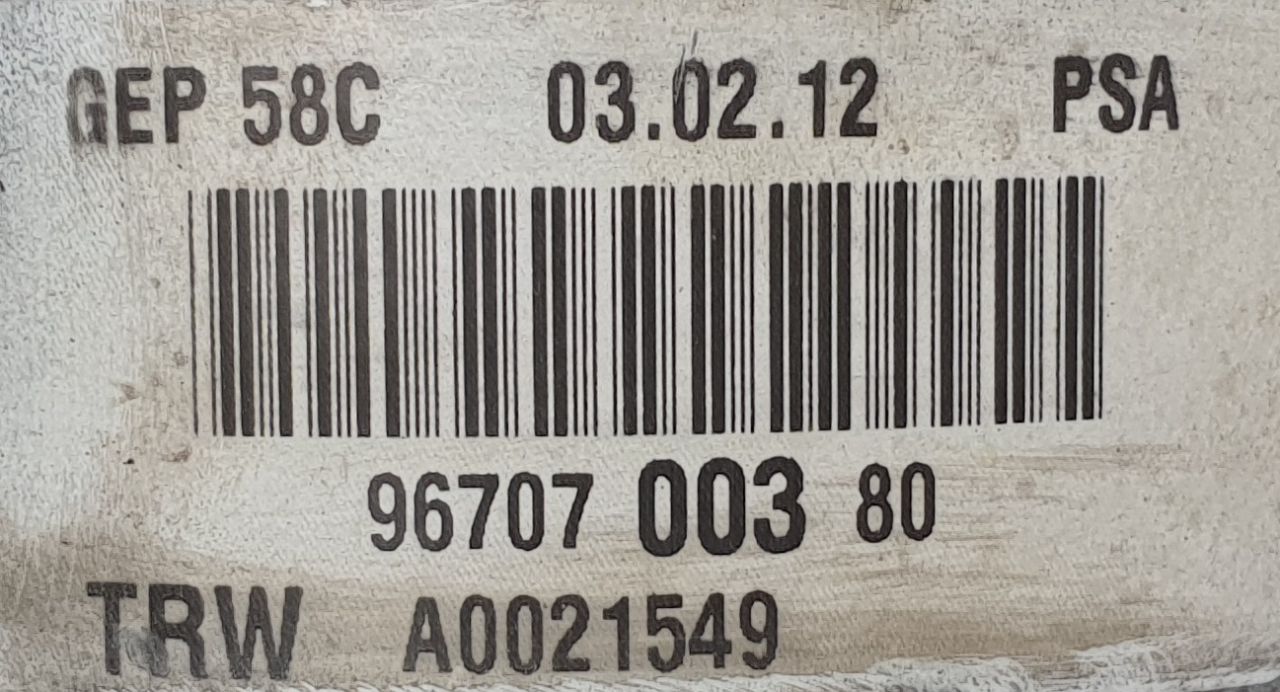 GEP 58C 03.02.12 PSA
96707 003 80
TRW A0021549